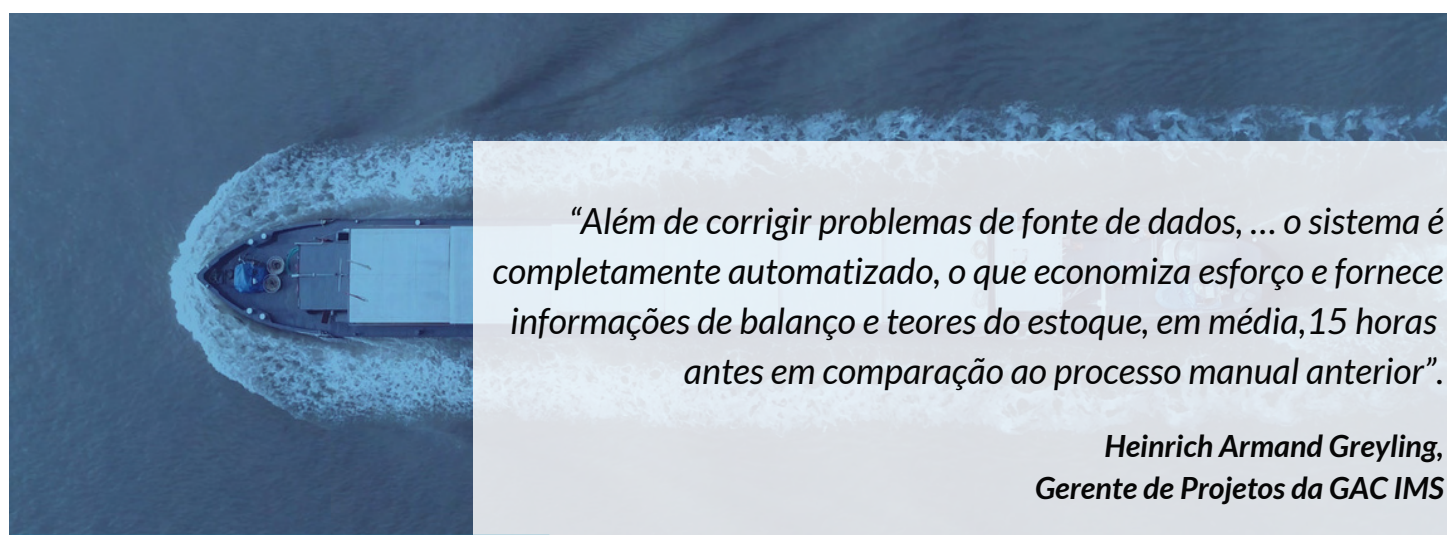 “Além de corrigir problemas de fonte de dados, ... o sistema é
completamente automatizado, o que economiza esforço e fornece
informações de balanço e teores do estoque, em média,15 horas
antes em comparação ao processo manual anterior”.
Heinrich Armand Greyling,
Gerente de Projetos da GAC IMS